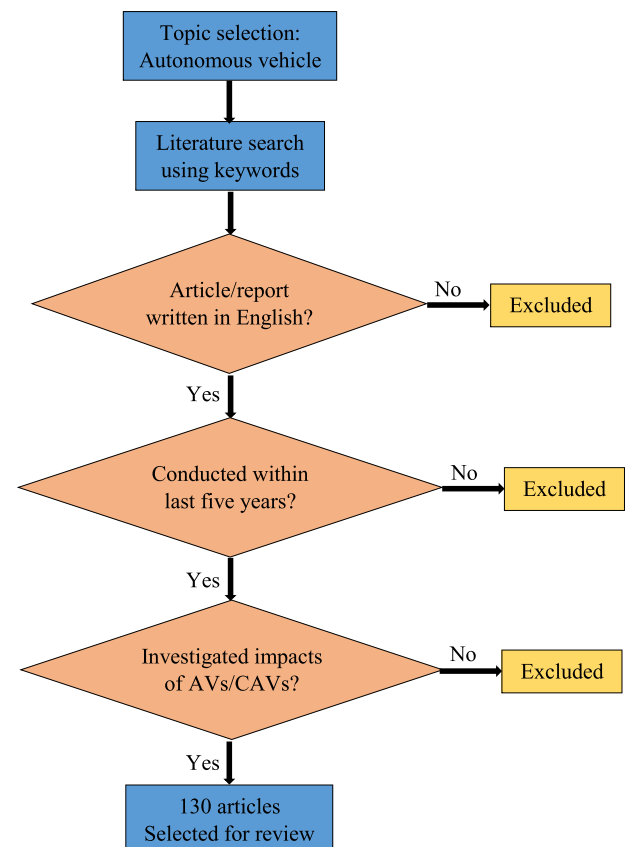 Topic selection:
Autonomous vehicle
Literature search
using keywords
Article/report
written in English?
No
Excluded
Yes
Conducted within
last five years?
No
Excluded
Yes
Investigated impacts
of AVs/CAVs?
No
Excluded
Yes
130 articles
Selected for review